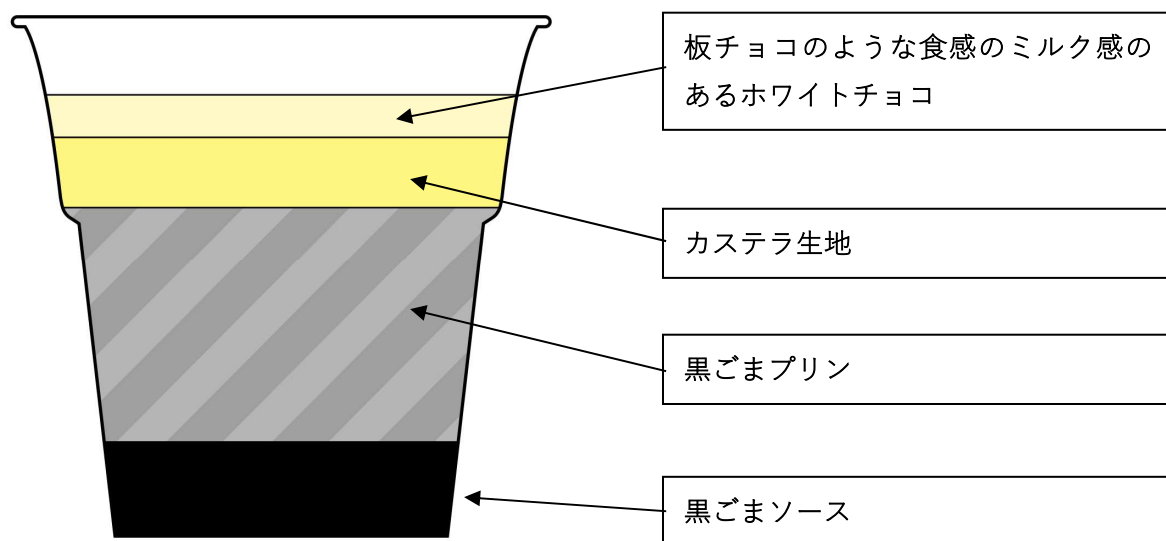 板チョコのような食感のミルク感の
あるホワイトチョコ
カステラ生地
黒ごまプリン
黒ごまソース